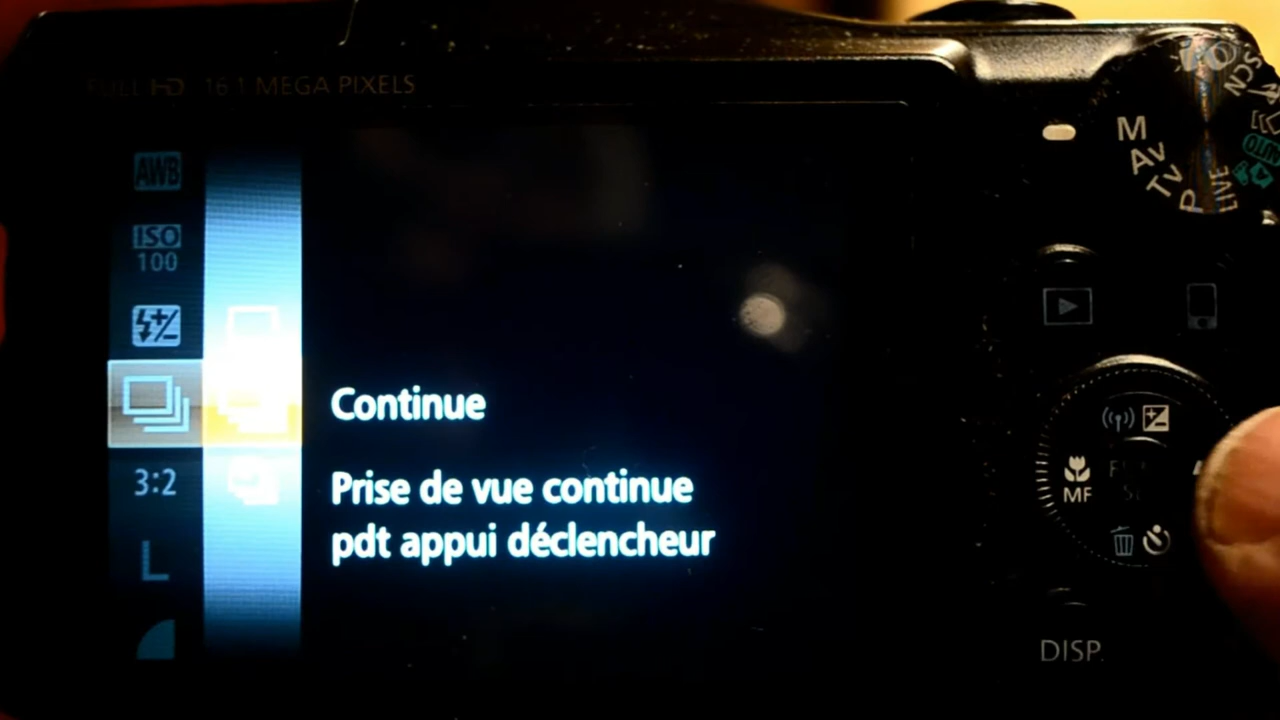 FULL HD 16.1 MEGA PIXELS
AWB
ISO
100
3:2
L
Continue
Prise de vue continue
pdt appui déclencheur
M
Av
Tv
P
LIVE
AUTO
SCN
MF
DISP.